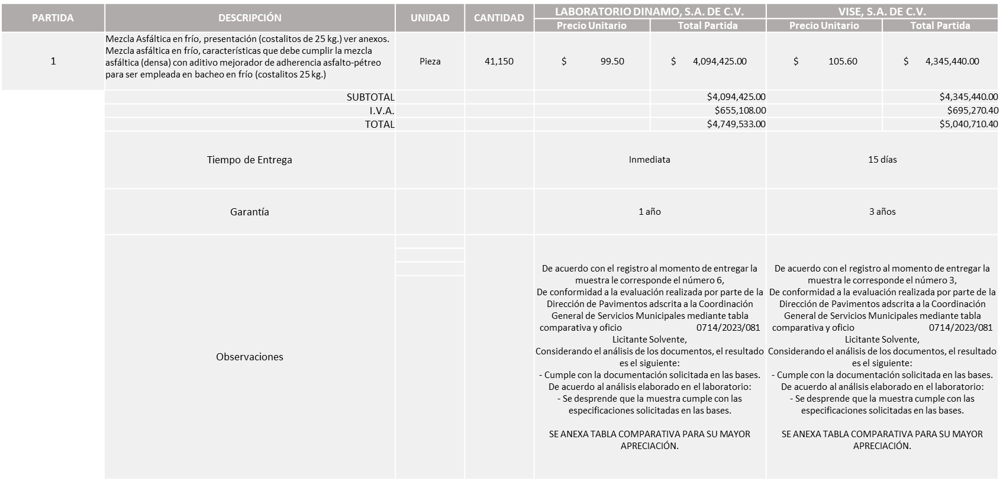 PARTIDA DESCRIPCIÓN UNIDAD CANTIDAD LABORATORIO DINAMO, S.A. DE C.V. VISE, S.A. DE C.V.
Precio Unitario Total Partida Precio Unitario Total Partida
Mezcla Asfáltica en frío, presentación (costalitos de 25 kg.) ver anexos.
Mezcla asfáltica en frío, características que debe cumplir la mezcla
asfáltica (densa) con aditivo mejorador de adherencia asfalto-pétreo
para ser empleada en bacheo en frío (costalitos 25 kg.)
1 Pieza 41,150 $ 99.50 $ 4,094,425.00 $ 105.60 $ 4,345,440.00
SUBTOTAL $4,094,425.00 $4,345,440.00
I.V.A. $655,108.00 $695,270.40
TOTAL $4,749,533.00 $5,040,710.40
Tiempo de Entrega Inmediata 15 días
Garantía 1 año 3 años
Observaciones
De acuerdo con el registro al momento de entregar la
muestra le corresponde el número 6,
De conformidad a la evaluación realizada por parte de la
Dirección de Pavimentos adscrita a la Coordinación
General de Servicios Municipales mediante tabla
comparativa y oficio 0714/2023/081
Licitante Solvente,
Considerando el análisis de los documentos, el resultado
es el siguiente:
- Cumple con la documentación solicitada en las bases.
De acuerdo al análisis elaborado en el laboratorio:
- Se desprende que la muestra cumple con las
especificaciones solicitadas en las bases.
SE ANEXA TABLA COMPARATIVA PARA SU MAYOR
APRECIACIÓN.
De acuerdo con el registro al momento de entregar la
muestra le corresponde el número 3,
De conformidad a la evaluación realizada por parte de la
Dirección de Pavimentos adscrita a la Coordinación
General de Servicios Municipales mediante tabla
comparativa y oficio 0714/2023/081
Licitante Solvente,
Considerando el análisis de los documentos, el resultado
es el siguiente:
- Cumple con la documentación solicitada en las bases.
De acuerdo al análisis elaborado en el laboratorio:
- Se desprende que la muestra cumple con las
especificaciones solicitadas en las bases.
SE ANEXA TABLA COMPARATIVA PARA SU MAYOR
APRECIACIÓN.